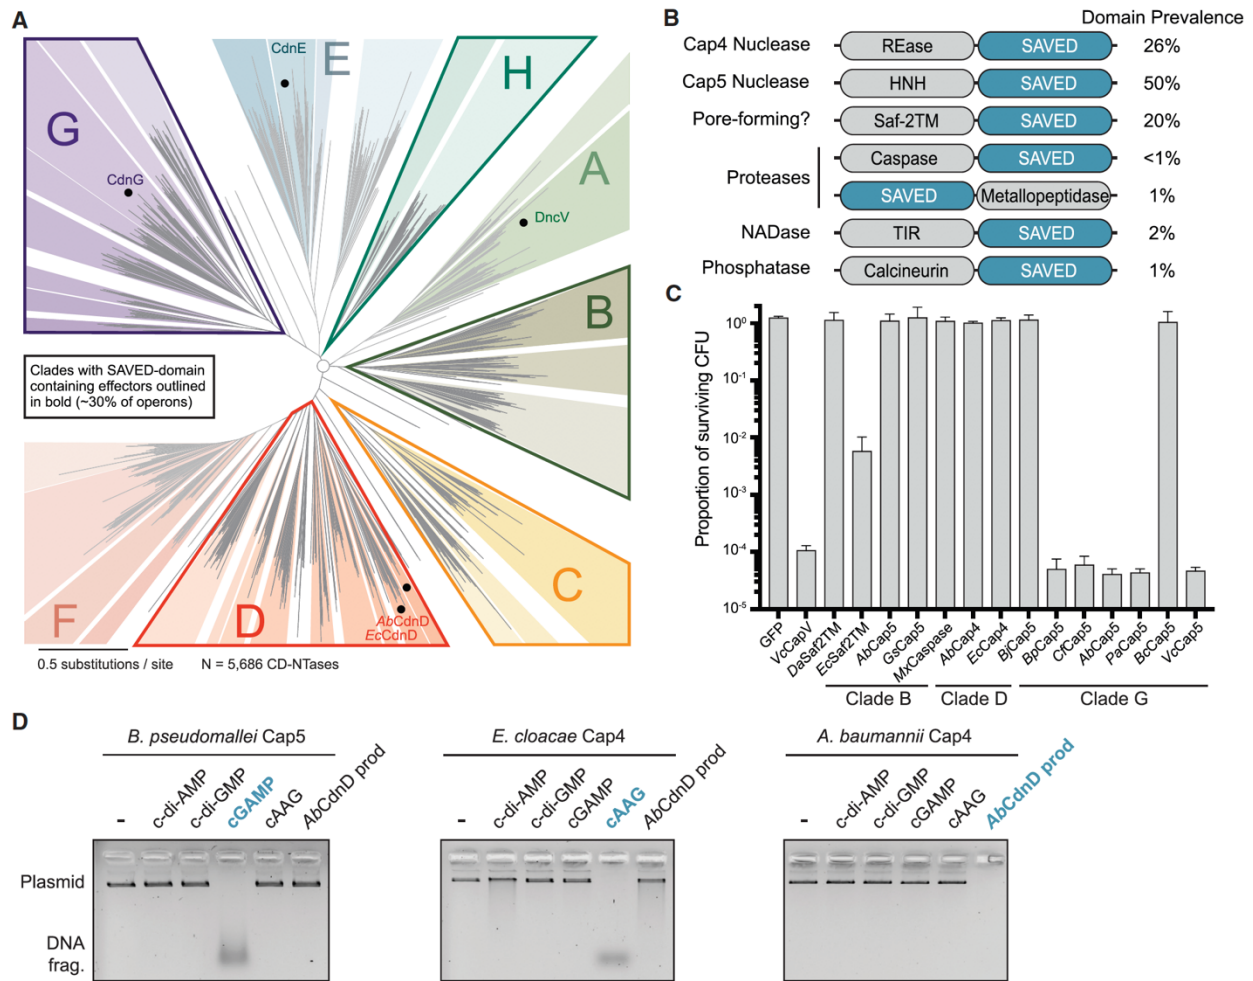 A
G
CdnG
CdnE
E
H
A
DncV
B
Clades with SAVED-domain
containing effectors outlined
in bold (~30% of operons)
F
D
AbCdnD
EcCdnD
C
0.5 substitutions / site
N = 5,686 CD-NTases
B
Domain Prevalence
Cap4 Nuclease REase SAVED 26%
Cap5 Nuclease HNH SAVED 50%
Pore-forming? Saf-2TM SAVED 20%
Proteases
Caspase SAVED <1%
SAVED Metallopeptidase 1%
NADase TIR SAVED 2%
Phosphatase Calcineurin SAVED 1%
C
Proportion of surviving CFU
10⁰
10⁻¹
10⁻²
10⁻³
10⁻⁴
10⁻⁵
GFP
VcCapV
DaSaf2TM
EcSaf2TM
AbCap5
GsCap5
MxCaspase
AbCap4
EcCap4
BjCap5
BpCap5
CfCap5
AbCap5
PaCap5
BcCap5
VcCap5
Clade B
Clade D
Clade G
D
B. pseudomallei Cap5
-
c-di-AMP
c-di-GMP
cGAMP
cAAG
AbCdnD prod
Plasmid
DNA
frag.
E. cloacae Cap4
-
c-di-AMP
c-di-GMP
cGAMP
cAAG
AbCdnD prod
A. baumannii Cap4
-
c-di-AMP
c-di-GMP
cGAMP
cAAG
AbCdnD prod